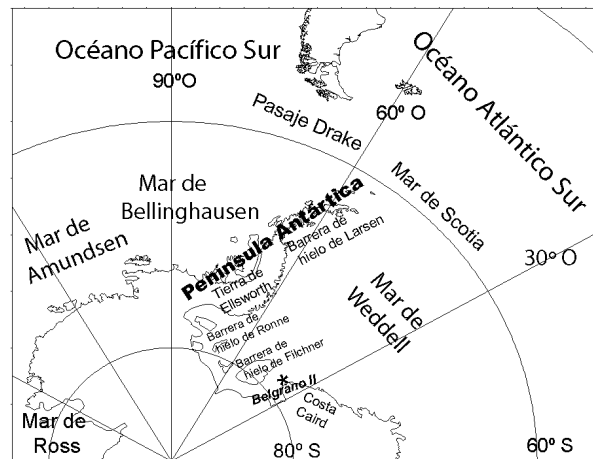 Océano Pacífico Sur
90ºO
Océano Atlántico Sur
60º O
Pasaje Drake
Mar de
Bellinghausen
Mar de
Amundsen
Península Antártica
Mar de Scotia
Barrera de
hielo de Larsen
30º O
Tierra de
Ellsworth
Mar de
Weddell
Barrera de
hielo de Ronne
Barrera de
hielo de Filchner
*
Belgrano II
Costa
Caird
Mar de
Ross
80º S
60º S